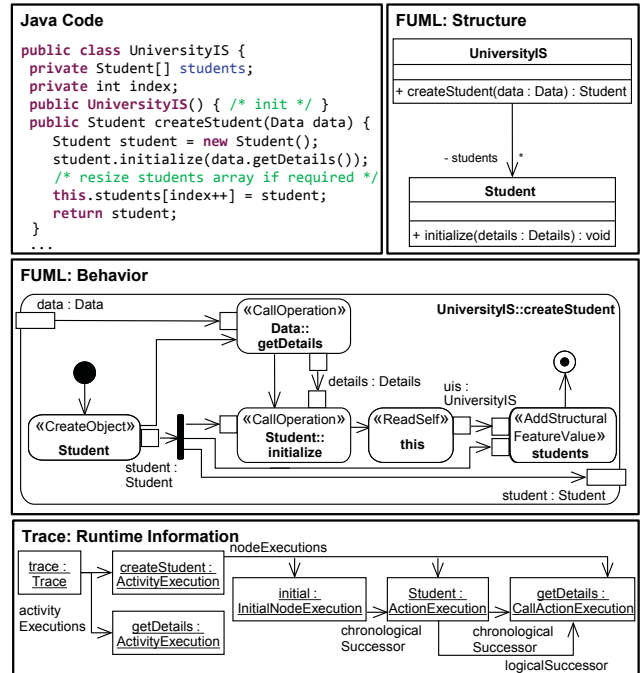 Java Code
public class UniversityIS {
private Student[] students;
private int index;
public UniversityIS() { /* init */ }
public Student createStudent(Data data) {
Student student = new Student();
student.initialize(data.getDetails());
/* resize students array if required */
this.students[index++] = student;
return student;
}
...
FUML: Structure
UniversityIS
+ createStudent(data : Data) : Student
- students
*
Student
+ initialize(details : Details) : void
FUML: Behavior
data : Data
UniversityIS::createStudent
«CallOperation»
Data::
getDetails
details : Details
uis :
UniversityIS
«CreateObject»
Student
student :
Student
«CallOperation»
Student::
initialize
«ReadSelf»
this
«AddStructural
FeatureValue»
students
student : Student
Trace: Runtime Information
nodeExecutions
trace :
Trace
createStudent :
ActivityExecution
activity
Executions
getDetails :
ActivityExecution
initial :
InitialNodeExecution
Student :
ActionExecution
getDetails :
CallActionExecution
chronological
Successor
chronological
Successor
logicalSuccessor